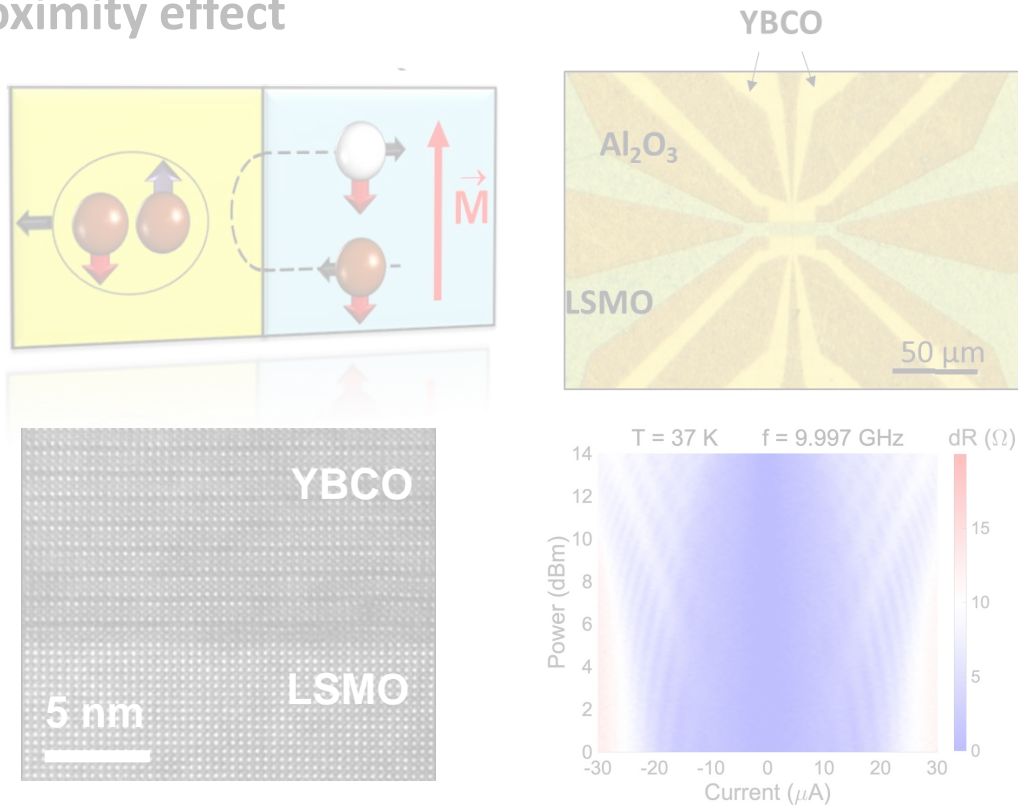 oximity effect
YBCO
M
Al₂O₃
LSMO
50 μm
YBCO
LSMO
5 nm
T = 37 K f = 9.997 GHz dR (Ω)
Power (dBm)
14
12
10
8
6
4
2
0
-30 -20 -10 0 10 20 30
Current (μA)
15
10
5
0